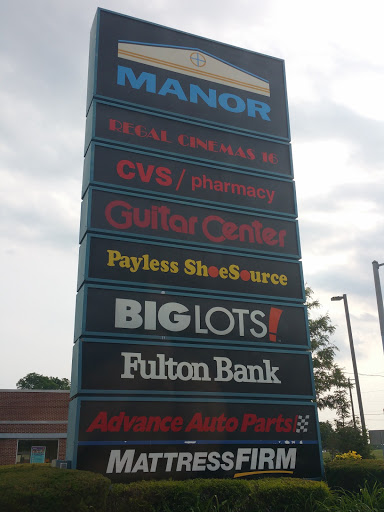 MANOR
REGAL CINEMAS 16
CVS/pharmacy
Guitar Center
Payless ShoeSource
BIG LOTS!
Fulton Bank
Advance Auto Parts
MATTRESSFIRM